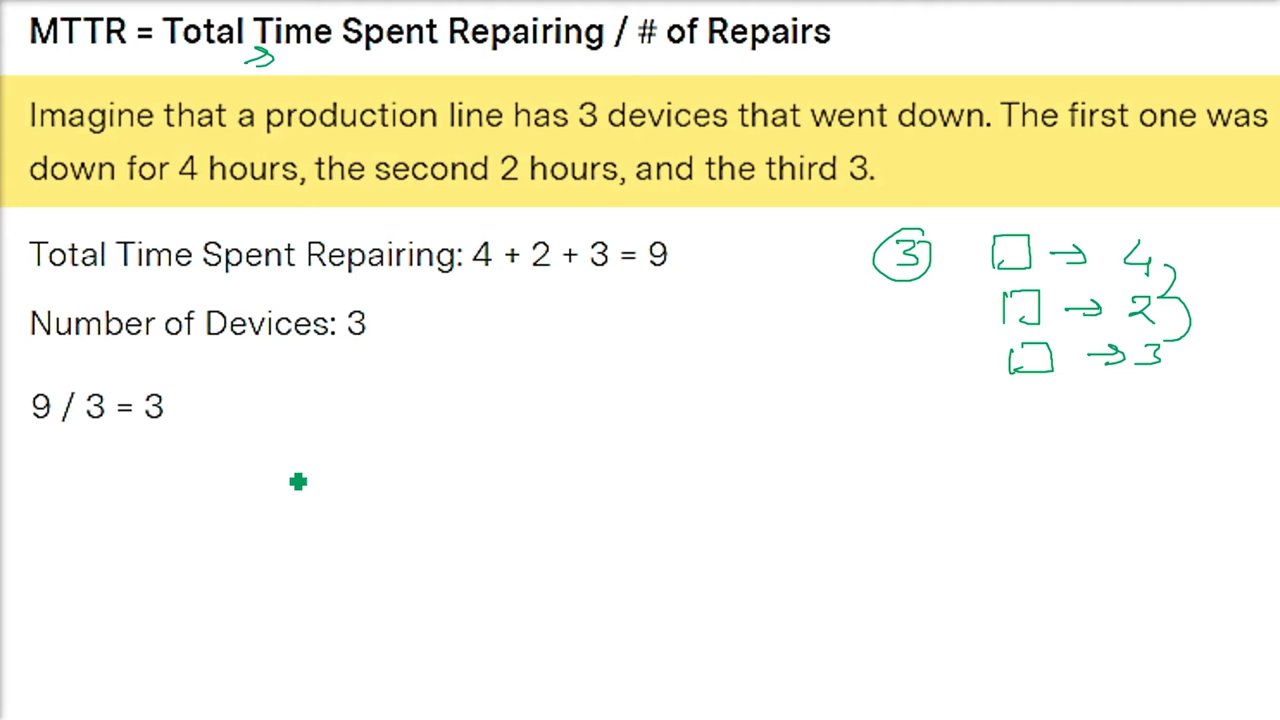 MTTR = Total Time Spent Repairing / # of Repairs
Imagine that a production line has 3 devices that went down. The first one was
down for 4 hours, the second 2 hours, and the third 3.
Total Time Spent Repairing: 4 + 2 + 3 = 9
3 → 4
Number of Devices: 3
→ 2
→ 3
9 / 3 = 3